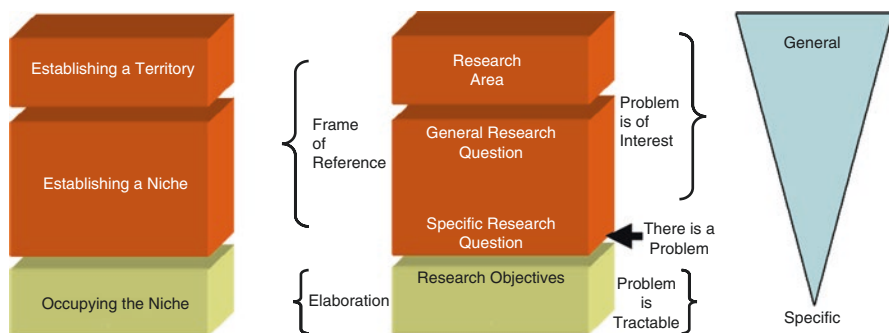 Establishing a Territory
Establishing a Niche
Occupying the Niche
Frame
of
Reference
Elaboration
Research
Area
General Research
Question
Specific Research
Question
Research Objectives
Problem
is of
Interest
There is a
Problem
Problem
is
Tractable
General
Specific